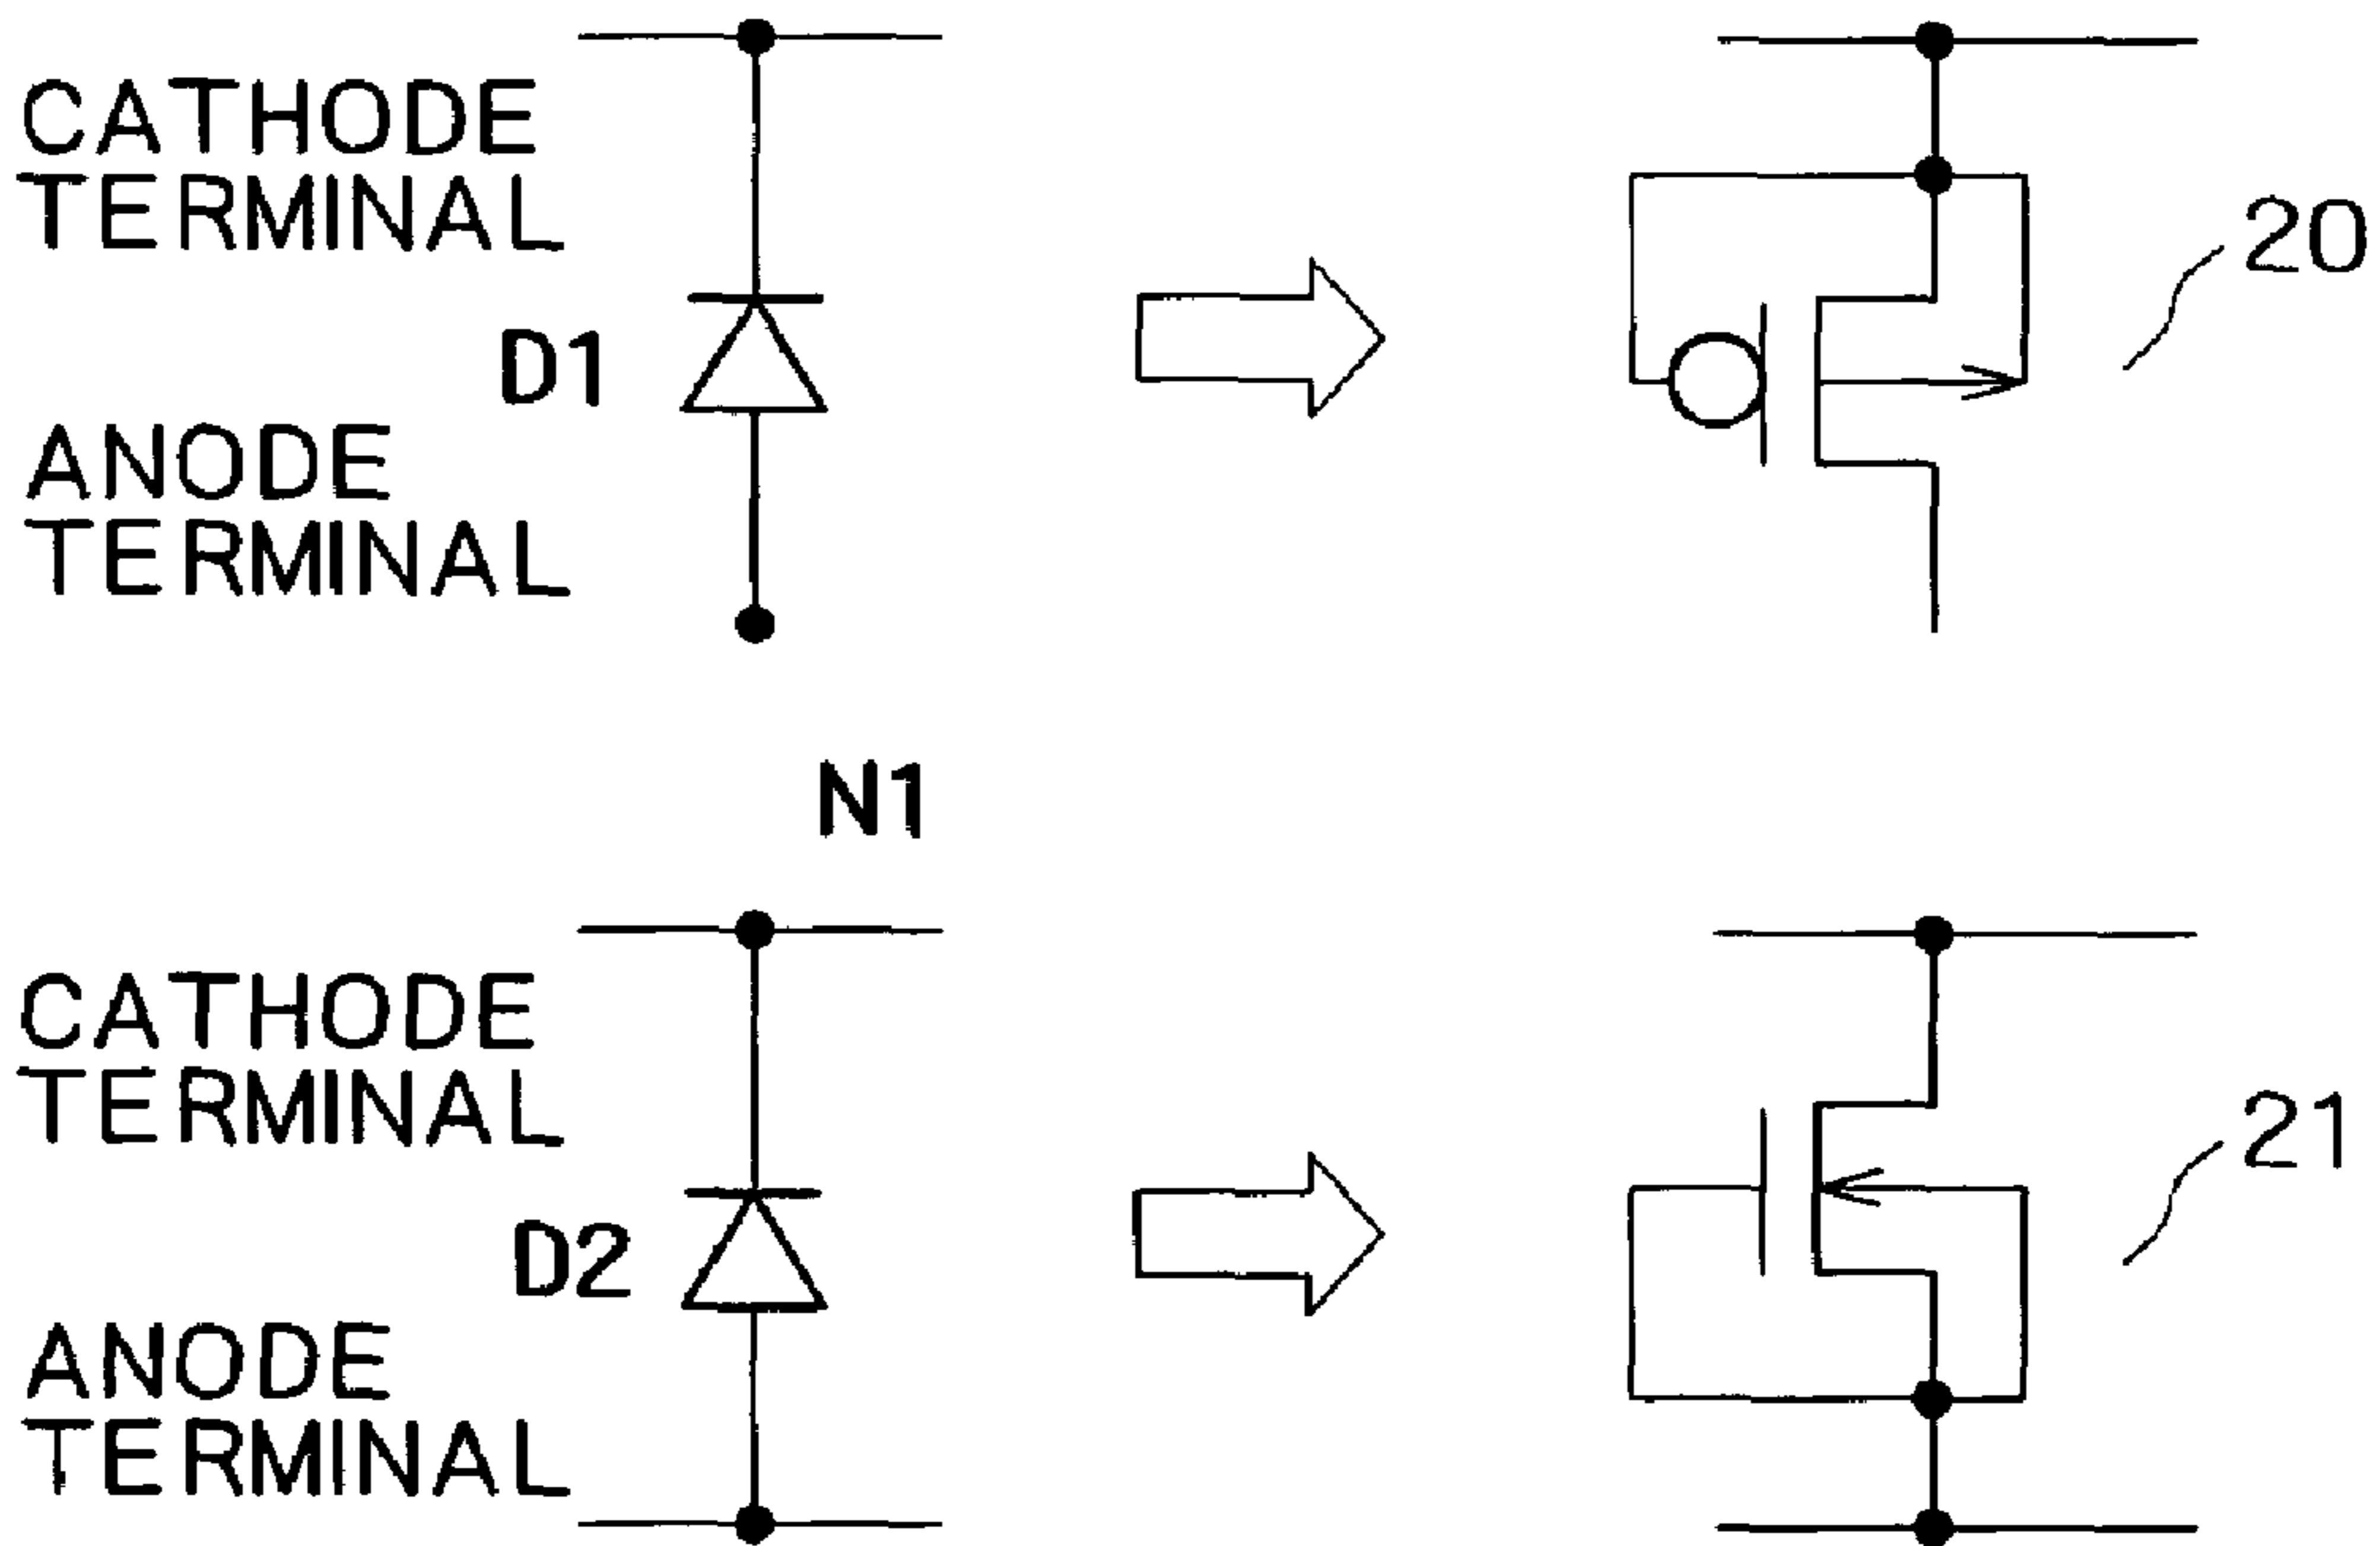 CATHODE
TERMINAL
20
D1
ANODE
TERMINAL
N1
CATHODE
TERMINAL
21
D2
ANODE
TERMINAL